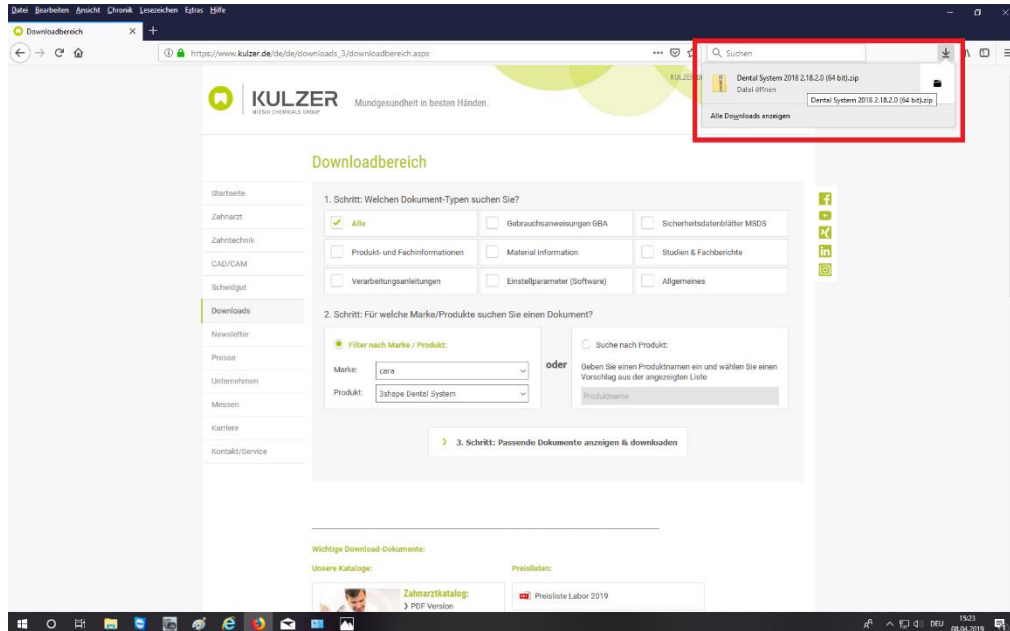 Datei Bearbeiten Ansicht Chronik Lesezeichen Extras Hilfe
Downloadbereich
https://www.kulzer.de/de/de/downloads_3/downloadbereich.aspx
Suchen
Dental System 2018 2.18.2.0 (64 bit).zip
Datei öffnen
Dental System 2018 2.18.2.0 (64 bit).zip
Alle Downloads anzeigen
KULZER
MITSUI CHEMICALS GROUP
Mundgesundheit in besten Händen.
Downloadbereich
Startseite
Zahnarzt
Zahntechnik
CAD/CAM
Scheidgut
Downloads
Newsletter
Presse
Unternehmen
Messen
Karriere
Kontakt/Service
1. Schritt: Welchen Dokument-Typen suchen Sie?
Alle
Gebrauchsanweisungen GBA
Sicherheitsdatenblätter MSDS
Produkt- und Fachinformationen
Material Information
Studien & Fachberichte
Verarbeitungsanleitungen
Einstellparameter (Software)
Allgemeines
2. Schritt: Für welche Marke/Produkte suchen Sie einen Dokument?
Filter nach Marke / Produkt:
Marke: cara
Produkt: 3shape Dental System
oder
Suche nach Produkt:
Geben Sie einen Produktnamen ein und wählen Sie einen
Vorschlag aus der angezeigten Liste
Produktname
3. Schritt: Passende Dokumente anzeigen & downloaden
Wichtige Download-Dokumente:
Unsere Kataloge:
Preislisten:
Zahnarztkatalog:
PDF Version
Preisliste Labor 2019
DEU
15:23
08.04.2019